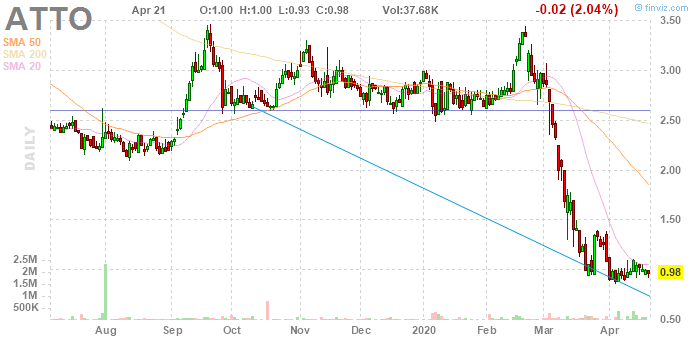 ATTO Apr 21 O:1.00 H:1.00 L:0.93 C:0.98 Vol:37.68K -0.02 (2.04%) © finviz.com
SMA 50
SMA 200
SMA 20
3.50
3.00
2.50
2.00
1.50
0.98
0.50
DAILY
2.5M
2M
1.5M
1M
500K
Aug Sep Oct Nov Dec 2020 Feb Mar Apr